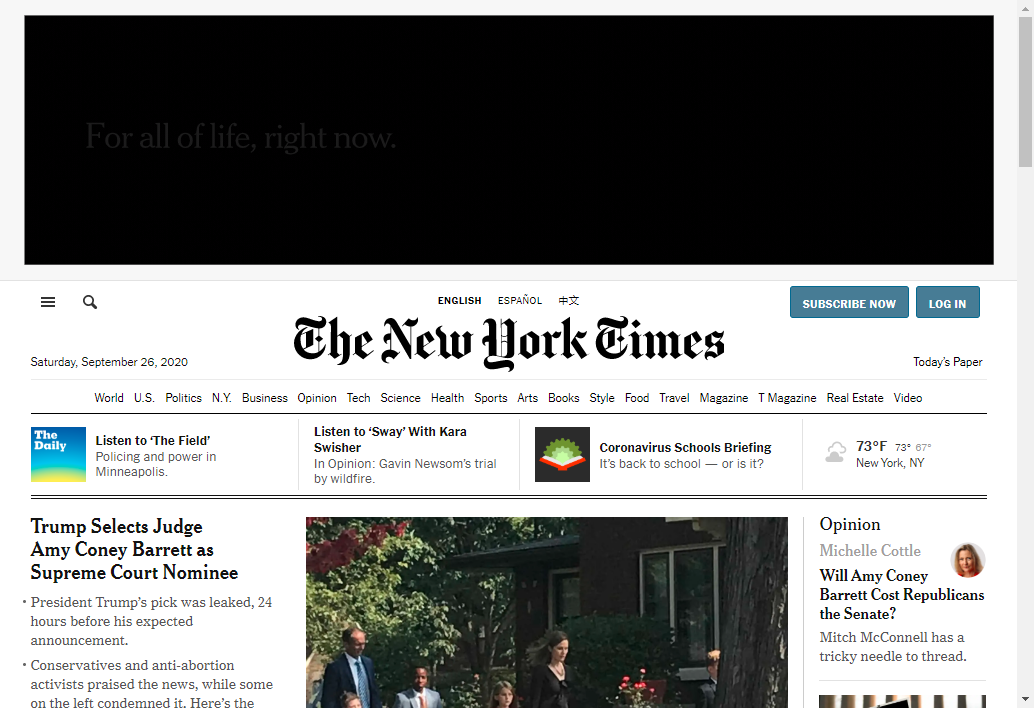 For all of life, right now.
ENGLISH ESPAÑOL 中文
SUBSCRIBE NOW LOG IN
The New York Times
Saturday, September 26, 2020
Today's Paper
World U.S. Politics N.Y. Business Opinion Tech Science Health Sports Arts Books Style Food Travel Magazine T Magazine Real Estate Video
The
Daily
Listen to ‘The Field’
Policing and power in
Minneapolis.
Listen to ‘Sway’ With Kara
Swisher
In Opinion: Gavin Newsom's trial
by wildfire.
Coronavirus Schools Briefing
It's back to school — or is it?
73°F 73° 67°
New York, NY
Trump Selects Judge
Amy Coney Barrett as
Supreme Court Nominee
• President Trump's pick was leaked, 24
hours before his expected
announcement.
• Conservatives and anti-abortion
activists praised the news, while some
on the left condemned it. Here's the
Opinion
Michelle Cottle
Will Amy Coney
Barrett Cost Republicans
the Senate?
Mitch McConnell has a
tricky needle to thread.